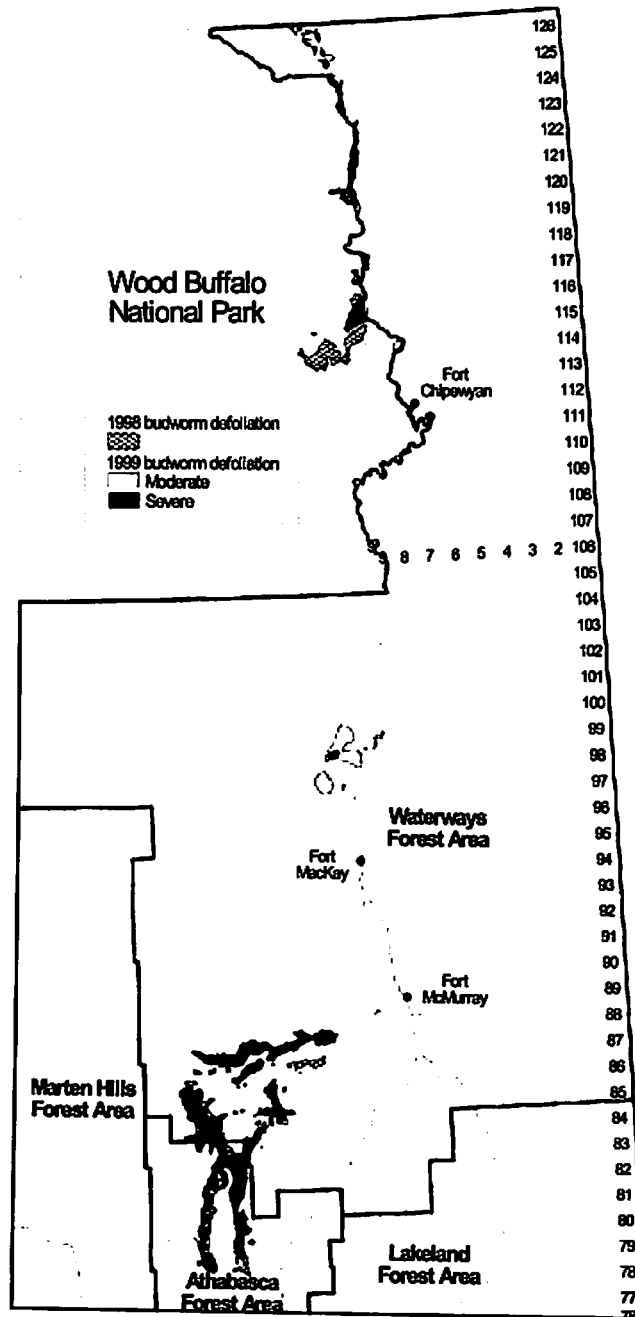 126
125
124
123
122
121
120
119
118
117
Wood Buffalo
National Park
116
115
114
113
Fort
Chipewyan
112
111
110
109
108
107
1998 budworm defoliation
1999 budworm defoliation
Moderate
Severe
8 7 6 5 4 3 2 106
105
104
103
102
101
100
99
98
97
96
Waterways
Forest Area
95
94
Fort
MacKay
93
92
91
90
89
Fort
McMurray
88
87
86
85
Marten Hills
Forest Area
84
83
82
81
80
79
78
77
76
Lakeland
Forest Area
Athabasca
Forest Area